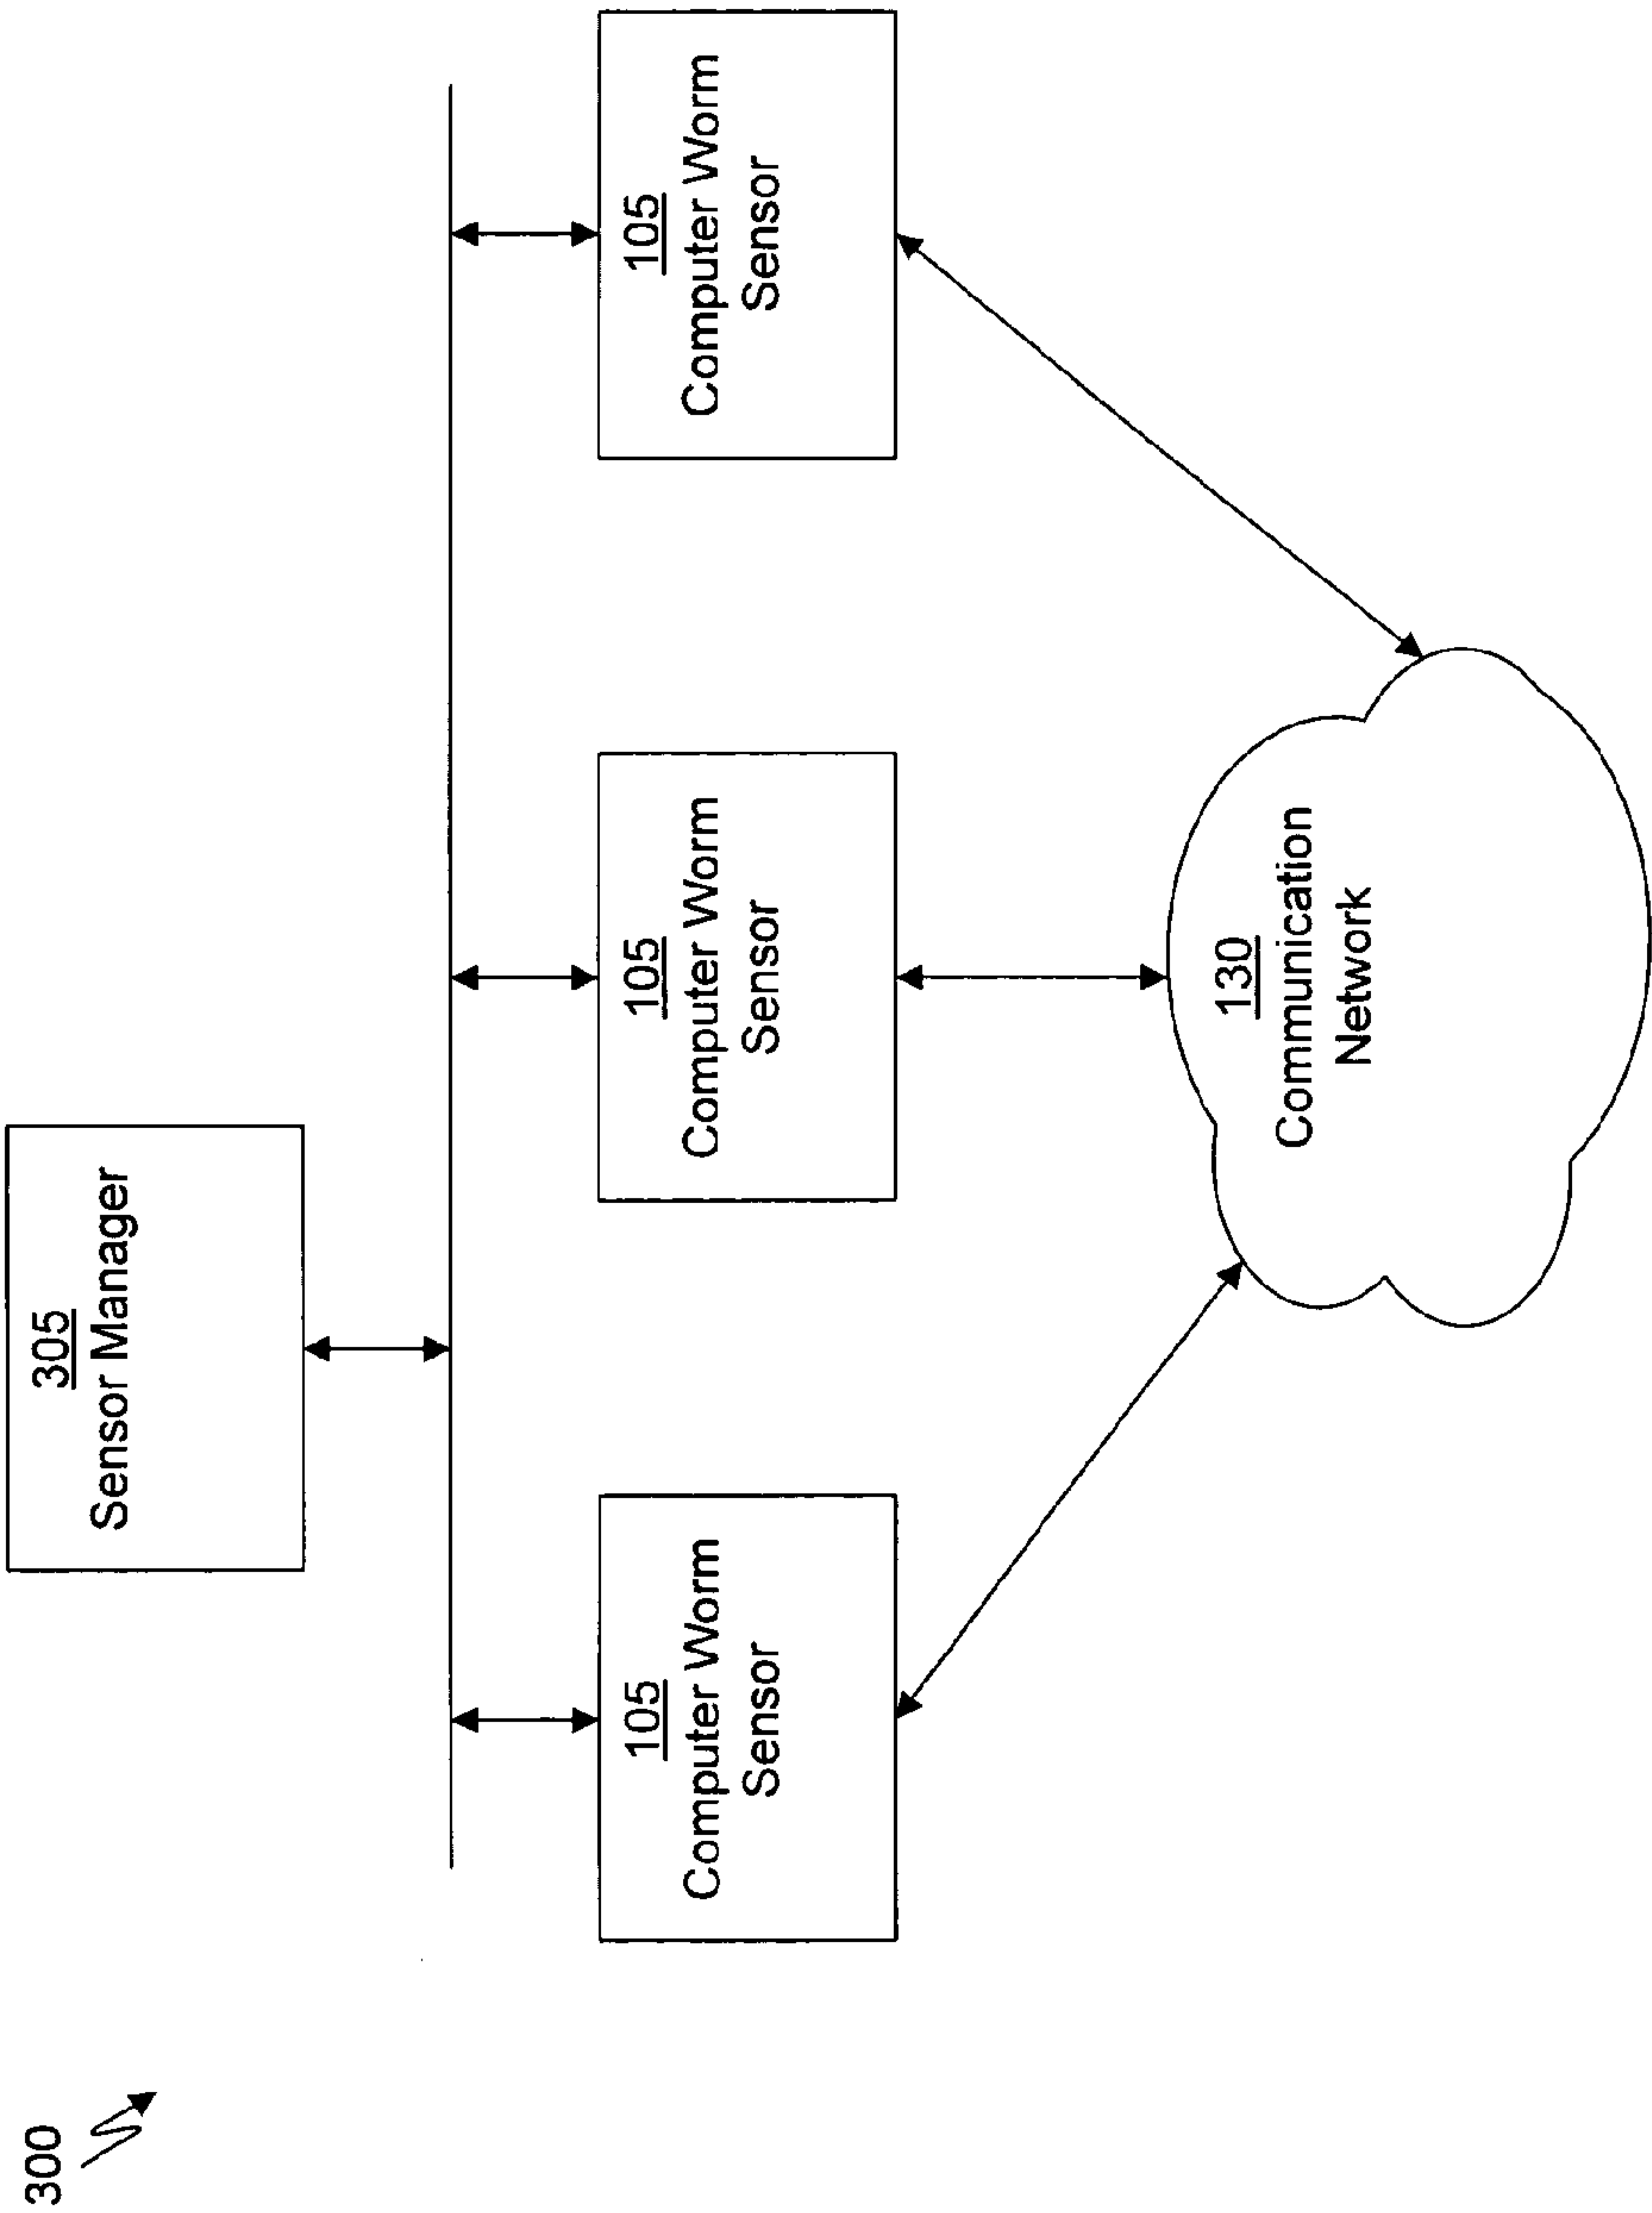 300
305
Sensor Manager
105
Computer Worm
Sensor
105
Computer Worm
Sensor
105
Computer Worm
Sensor
130
Communication
Network